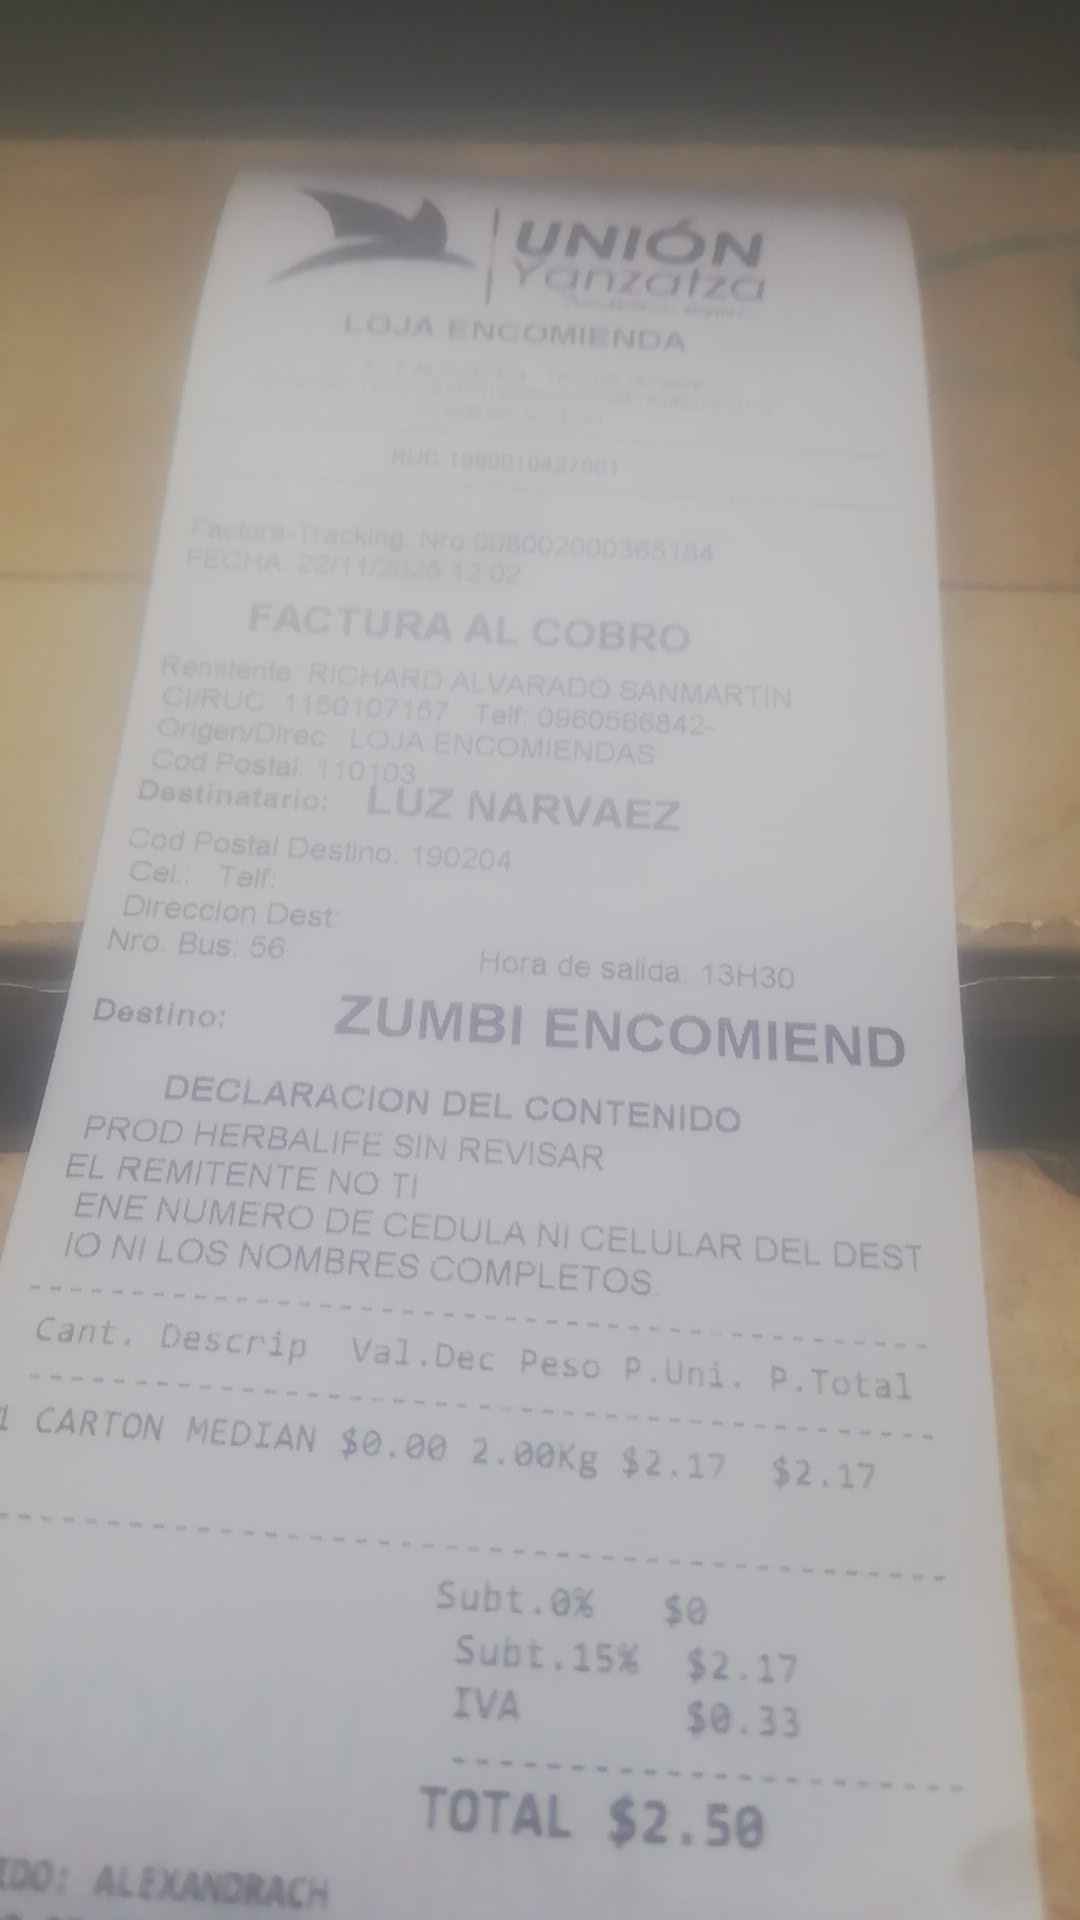 UNIÓN
Yanzatza
LOJA ENCOMIENDA
RUC
Factura-Tracking: Nro:008002000365184
FECHA: 22/11/2025 12:02
FACTURA AL COBRO
Remitente: RICHARD ALVARADO SANMARTIN
CI/RUC: 1150107167 Telf: 0960566842-
Origen/Direc: LOJA ENCOMIENDAS
Cod Postal: 110103
Destinatario: LUZ NARVAEZ
Cod Postal Destino: 190204
Cel.: Telf:
Direccion Dest:
Nro. Bus: 56 Hora de salida: 13H30
Destino: ZUMBI ENCOMIEND
DECLARACION DEL CONTENIDO
PROD HERBALIFE SIN REVISAR
EL REMITENTE NO TI
ENE NUMERO DE CEDULA NI CELULAR DEL DEST
IO NI LOS NOMBRES COMPLETOS
Cant. Descrip Val.Dec Peso P.Uni. P.Total
1 CARTON MEDIAN $0.00 2.00Kg $2.17 $2.17
Subt.0% $0
Subt.15% $2.17
IVA $0.33
TOTAL $2.50
IDO: ALEXANDRACH